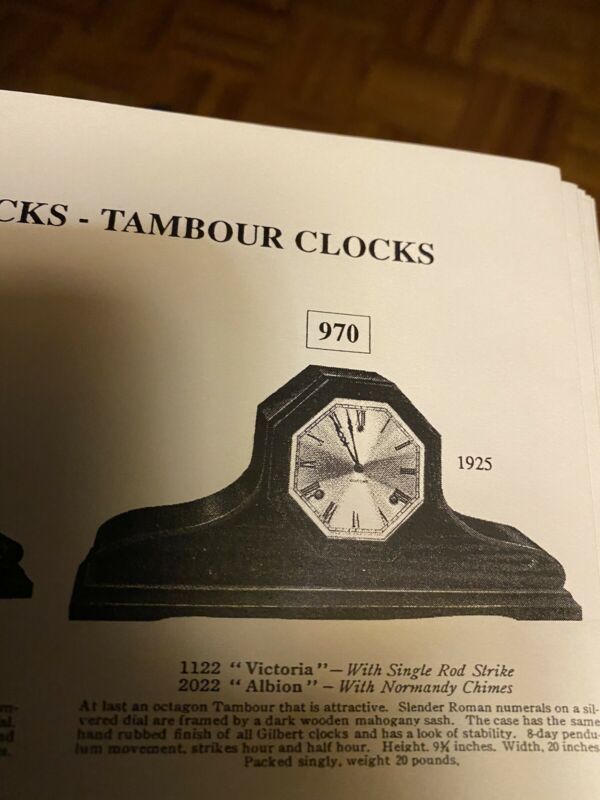 CKS - TAMBOUR CLOCKS
970
1925
1122 "Victoria"— With Single Rod Strike
2022 "Albion" – With Normandy Chimes
At last an octagon Tambour that is attractive. Slender Roman numerals on a sil-
vered dial are framed by a dark wooden mahogany sash. The case has the same
hand rubbed finish of all Gilbert clocks and has a look of stability. 8-day pendu-
lum movement, strikes hour and half hour. Height, 9¾ inches. Width, 20 inches
Packed singly, weight 20 pounds,